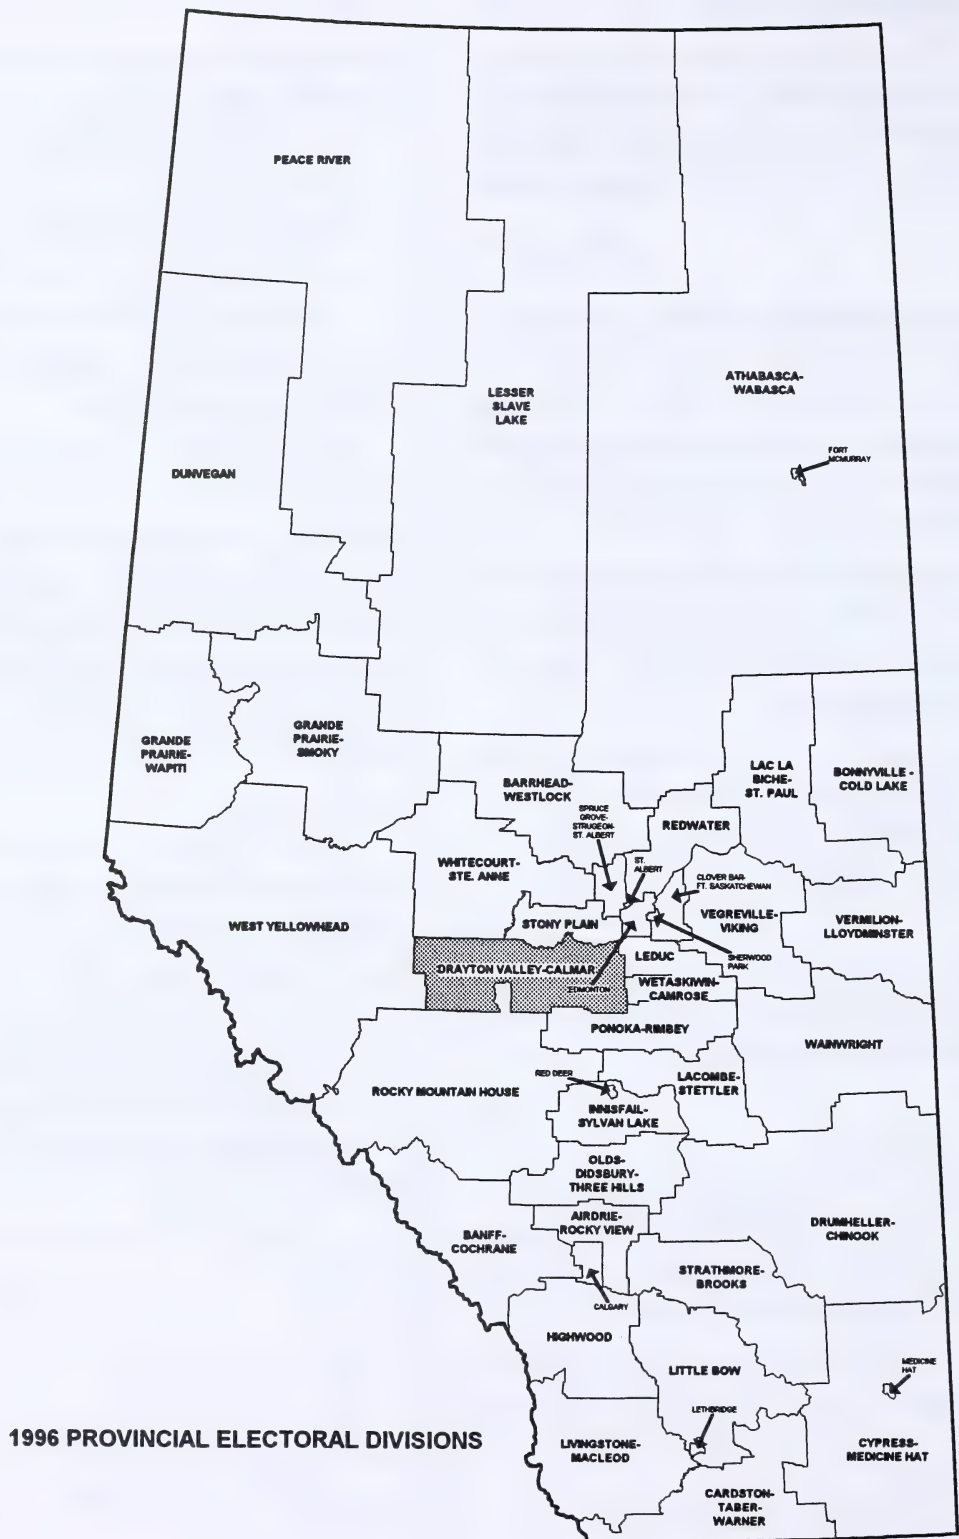 PEACE RIVER
ATHABASCA-
WABASCA
LESSER
SLAVE
LAKE
FORT
MCMURRAY
DUNVEGAN
GRANDE
PRAIRIE-
SMOKY
GRANDE
PRAIRIE-
WAPITI
BARRHEAD-
WESTLOCK
LAC LA
BICHE-
ST. PAUL
BONNYVILLE -
COLD LAKE
SPRUCE
GROVE-
STRUGEON-
ST. ALBERT
REDWATER
WHITECOURT-
STE. ANNE
ST.
ALBERT
CLOVER BAR-
FT. SASKATCHEWAN
WEST YELLOWHEAD
STONY PLAIN
VEGREVILLE-
VIKING
VERMILION-
LLOYDMINSTER
SHERWOOD
PARK
LEDUC
DRAYTON VALLEY-CALMAR
EDMONTON
WETASKIWIN-
CAMROSE
PONOKA-RIMBEY
WAINWRIGHT
RED DEER
ROCKY MOUNTAIN HOUSE
LACOMBE-
STETTLER
INNISFAIL-
SYLVAN LAKE
OLDS-
DIDSBURY-
THREE HILLS
AIRDRIE-
ROCKY VIEW
DRUMHELLER-
CHINOOK
BANFF-
COCHRANE
STRATHMORE-
BROOKS
CALGARY
HIGHWOOD
LITTLE BOW
MEDICINE
HAT
LETHBRIDGE
1996 PROVINCIAL ELECTORAL DIVISIONS
LIVINGSTONE-
MACLEOD
CYPRESS-
MEDICINE HAT
CARDSTON-
TABER-
WARNER